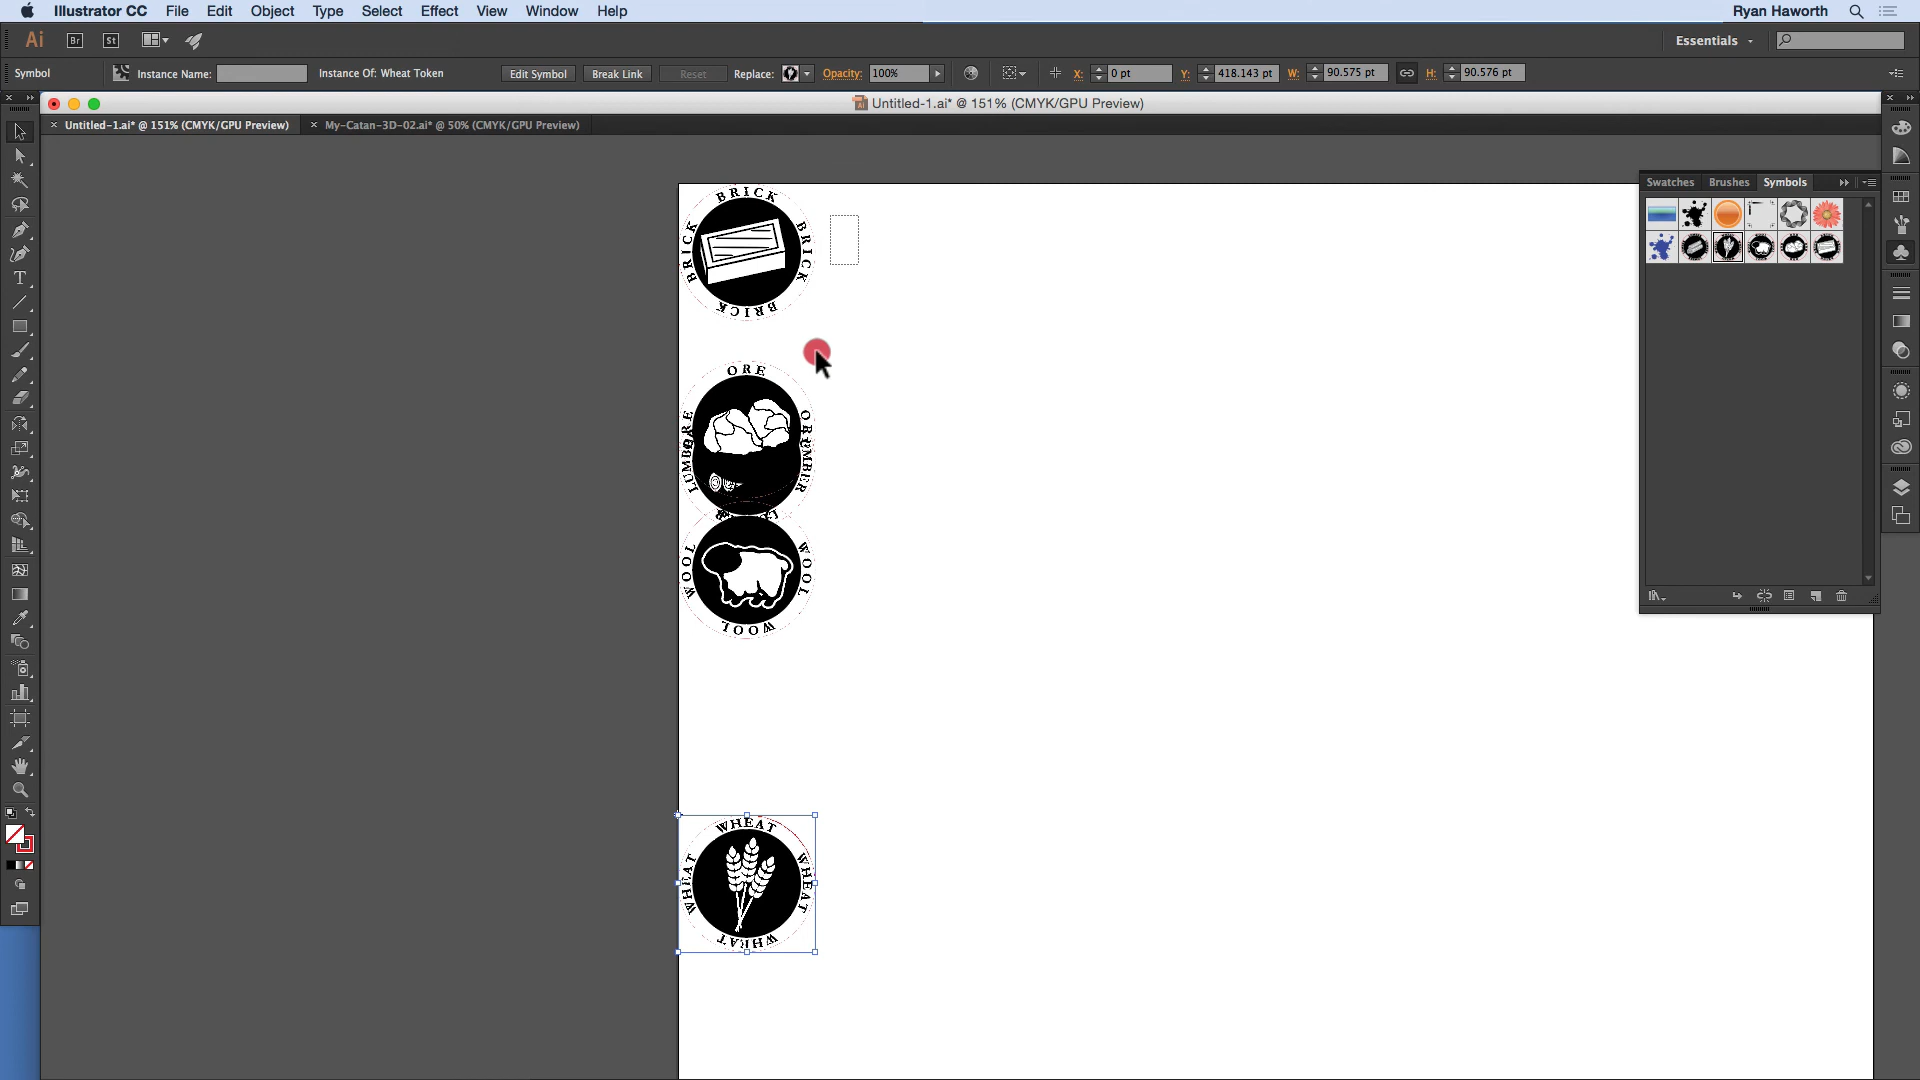 Illustrator CC File Edit Object Type Select Effect View Window Help Ryan Haworth
Ai Br St Essentials
Symbol Instance Name: Instance Of: Wheat Token Edit Symbol Break Link Reset Replace: Opacity: 100% X: 0 pt Y: 418.143 pt W: 90.575 pt H: 90.576 pt
Untitled-1.ai* @ 151% (CMYK/GPU Preview)
× Untitled-1.ai* @ 151% (CMYK/GPU Preview) × My-Catan-3D-02.ai* @ 50% (CMYK/GPU Preview)
Swatches Brushes Symbols
BRICK
BRICK
BRICK
BRICK
ORE
LUMBER
WOOL
WOOL
WOOL
WHEAT
WHEAT
WHEAT
WHEAT